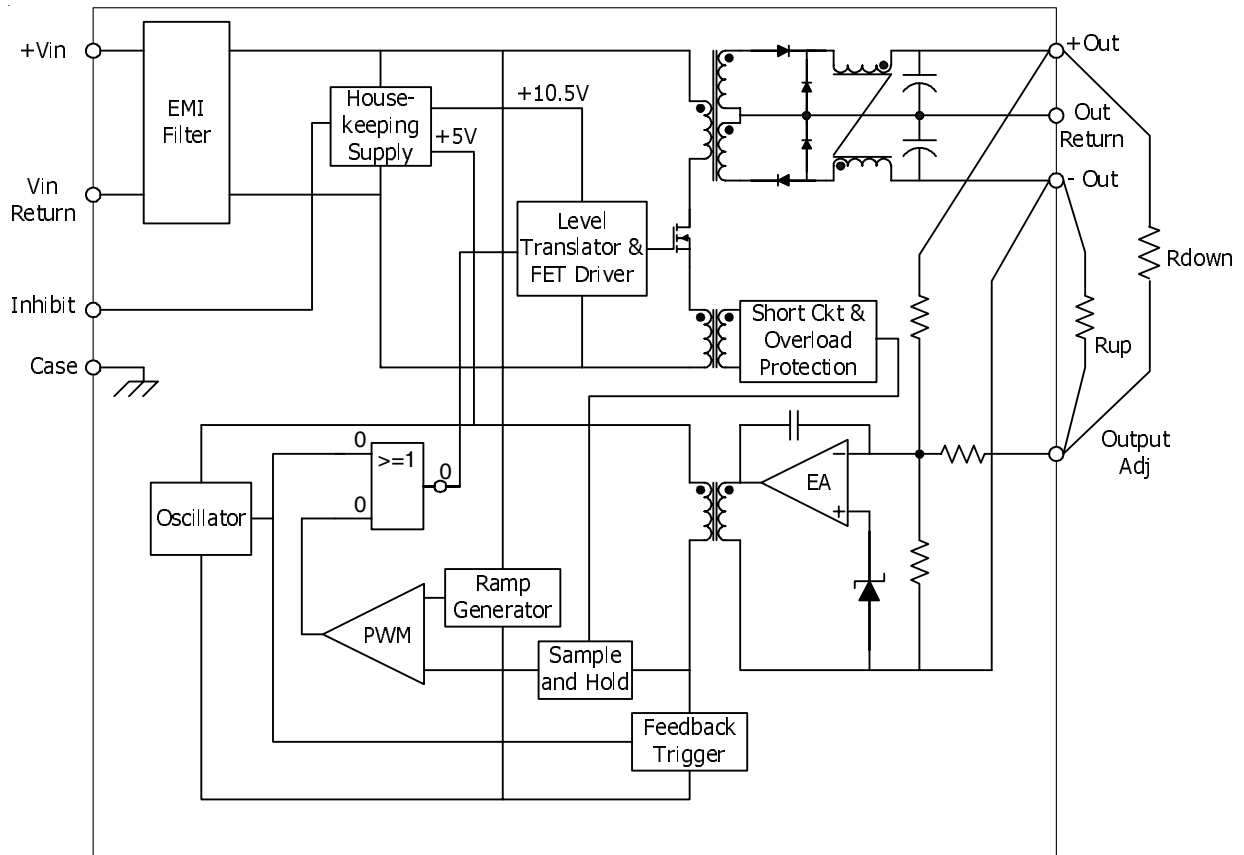 +Vin
+Out
EMI
Filter
House-
keeping
Supply
+10.5V
+5V
Out
Return
Vin
Return
- Out
Level
Translator &
FET Driver
Rdown
Inhibit
Short Ckt &
Overload
Protection
Rup
Case
0
>=1
0
0
EA
-
+
Output
Adj
Oscillator
Ramp
Generator
PWM
Sample
and Hold
Feedback
Trigger